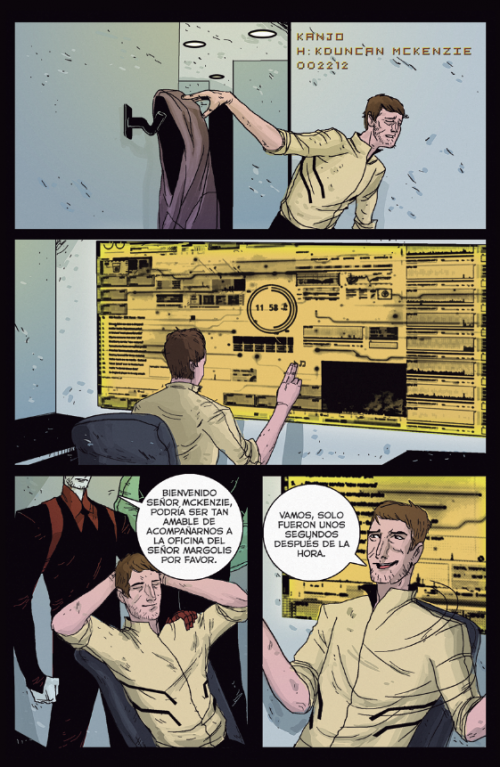 KANJO
H: KDUNCAN MCKENZIE
002212
11.58
BIENVENIDO
SEÑOR MCKENZIE,
PODRÍA SER TAN
AMABLE DE
ACOMPAÑARNOS A
LA OFICINA DEL
SEÑOR MARGOLIS
POR FAVOR.
VAMOS, SOLO
FUERON UNOS
SEGUNDOS
DESPUÉS DE LA
HORA.